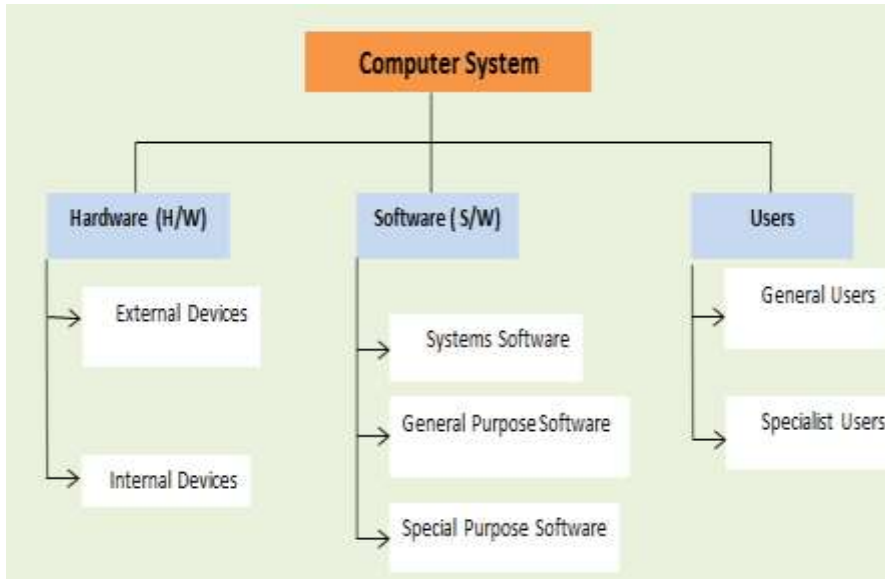 Computer System
Hardware (H/W)
External Devices
Internal Devices
Software ( S/W)
Systems Software
General Purpose Software
Special Purpose Software
Users
General Users
Specialist Users